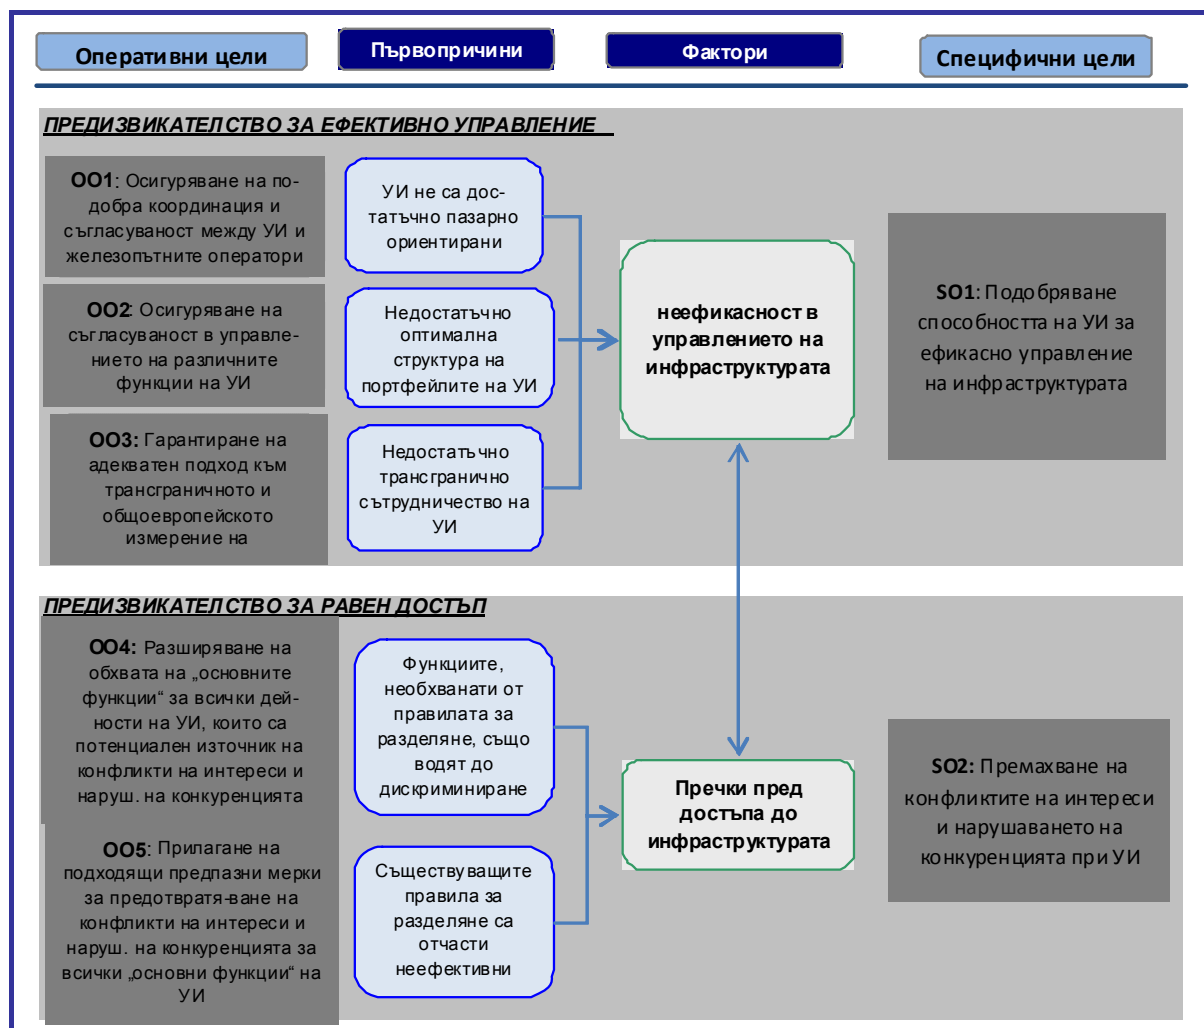 Оперативни цели
Първопричини
Фактори
Специфични цели
ПРЕДИЗВИКАТЕЛСТВО ЗА ЕФЕКТИВНО УПРАВЛЕНИЕ
ОО1: Осигуряване на по-
добра координация и
съгласуваност между УИ и
железопътните оператори
ОО2: Осигуряване на
съгласуваност в управле-
нието на различните
функции на УИ
ОО3: Гарантиране на
адекватен подход към
трансграничното и
общоевропейското
измерение на
УИ не са дос-
татъчно пазарно
ориентирани
Недостатъчно
оптимална
структура на
портфейлите на УИ
Недостатъчно
трансгранично
сътрудничество на
УИ
неефикасност в
управлението на
инфраструктурата
SO1: Подобряване
способността на УИ за
ефикасно управление
на инфраструктурата
ПРЕДИЗВИКАТЕЛСТВО ЗА РАВЕН ДОСТЪП
ОО4: Разширяване на
обхвата на „основните
функции“ за всички дей-
ности на УИ, които са
потенциален източник на
конфликти на интереси и
наруш. на конкуренцията
ОО5: Прилагане на
подходящи предпазни мерки
за предотвратя-ване на
конфликти на интереси и
наруш. на конкуренцията за
всички „основни функции“ на
УИ
Функциите,
необхванати от
правилата за
разделяне, също
водят до
дискриминиране
Съществуващите
правила за
разделяне са
отчасти
неефективни
Пречки пред
достъпа до
инфраструктурата
SO2: Премахване на
конфликтите на интереси
и нарушаването на
конкуренцията при УИ